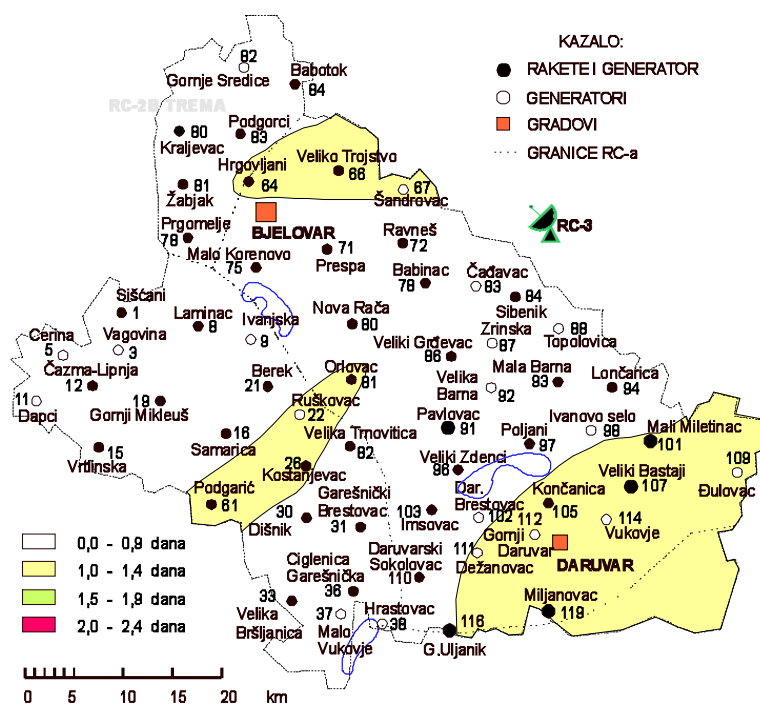 KAZALO:
RAKETE I GENERATOR
GENERATORI
GRADOVI
GRANICE RC-a
RC-2B TREMA
RC-3
82
Gornje Sredice
Babotok
84
80
Kraljevac
Podgorci
83
Hrgovljani
64
Veliko Trojstvo
66
67
Šandrovac
81
Žabjak
Prgomelje
78
BJELOVAR
Malo Korenovo
75
71
Prespa
Ravneš
72
Babinac
78
Čađavac
83
84
Sibenik
Siščani
1
Laminac
8
Ivanjska
9
Nova Rača
80
Zrinska
87
88
Topolovica
Cerina
5
Vagovina
3
Veliki Grđevac
86
Čazma-Lipnja
12
Berek
21
Orlovac
81
Velika
Barna
92
Mala Barna
93
Lončarica
94
11
Dapci
Gornji Mikleuš
19
Ruškovac
22
Pavlovac
91
Ivanovo selo
98
Mali Miletinac
101
15
Vrtlinska
16
Samarica
Velika
Trnovitica
82
Poljani
97
Veliki Zdenci
96
26
Kostanjevac
109
Đulovac
Veliki Bastaji
107
Podgarić
61
Garešnički
Brestovac
31
30
Dišnik
103
Imsovac
Dar.
Brestovac
102
Končanica
105
112
Gornji
Daruvar
114
Vukovje
111
Dežanovac
DARUVAR
Daruvarski
Sokolovac
110
Ciglenica
Garešnička
36
33
Velika
Bršljanica
37
Malo
Vukovje
Hrastovac
38
116
G.Uljanik
Miljanovac
119
0,0 - 0,9 dana
1,0 - 1,4 dana
1,5 - 1,9 dana
2,0 - 2,4 dana
0 5 10 20 km